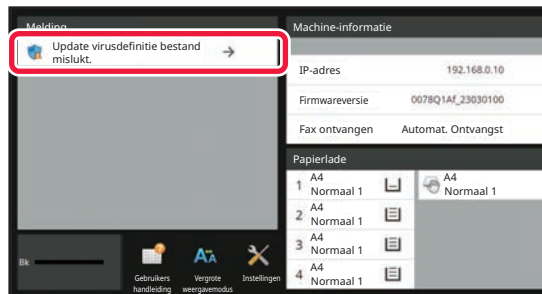 Melding
Update virusdefinitie bestand
mislukt.
Bk
Gebruikers
handleiding
Vergrote
weergavemodus
Instellingen
Machine-informatie
IP-adres 192.168.0.10
Firmwareversie 0078Q1Af_23030100
Fax ontvangen Automat. Ontvangst
Papierlade
1 A4
Normaal 1
2 A4
Normaal 1
3 A4
Normaal 1
4 A4
Normaal 1
A4
Normaal 1